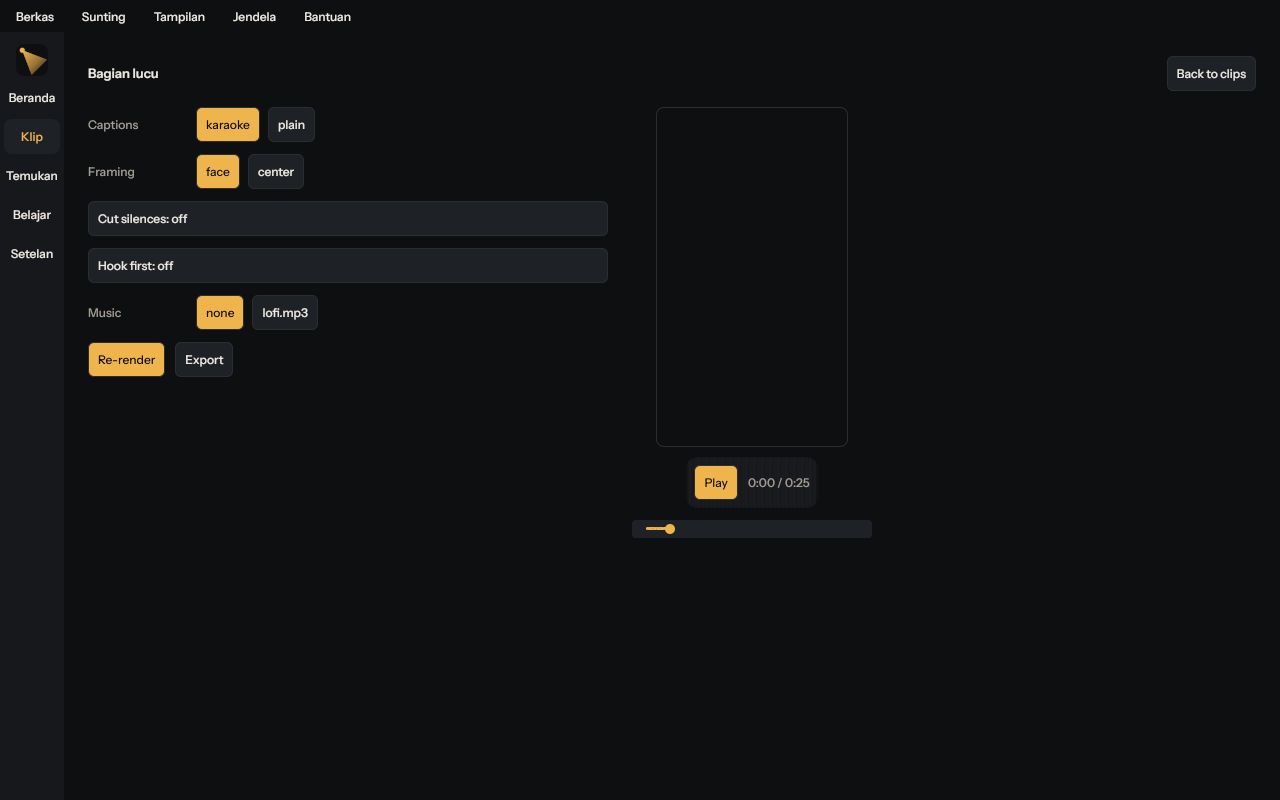 Berkas Sunting Tampilan Jendela Bantuan
Beranda
Klip
Temukan
Belajar
Setelan
Bagian lucu
Back to clips
Captions karaoke plain
Framing face center
Cut silences: off
Hook first: off
Music none lofi.mp3
Re-render Export
Play 0:00 / 0:25